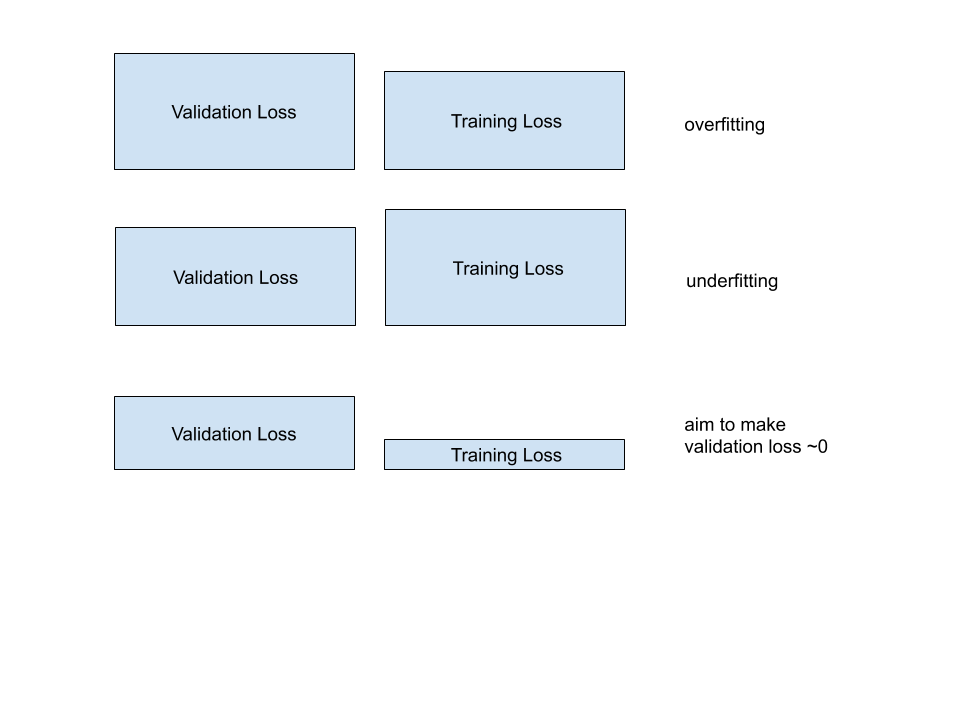 Validation Loss
Training Loss
overfitting
Validation Loss
Training Loss
underfitting
Validation Loss
Training Loss
aim to make
validation loss ~0